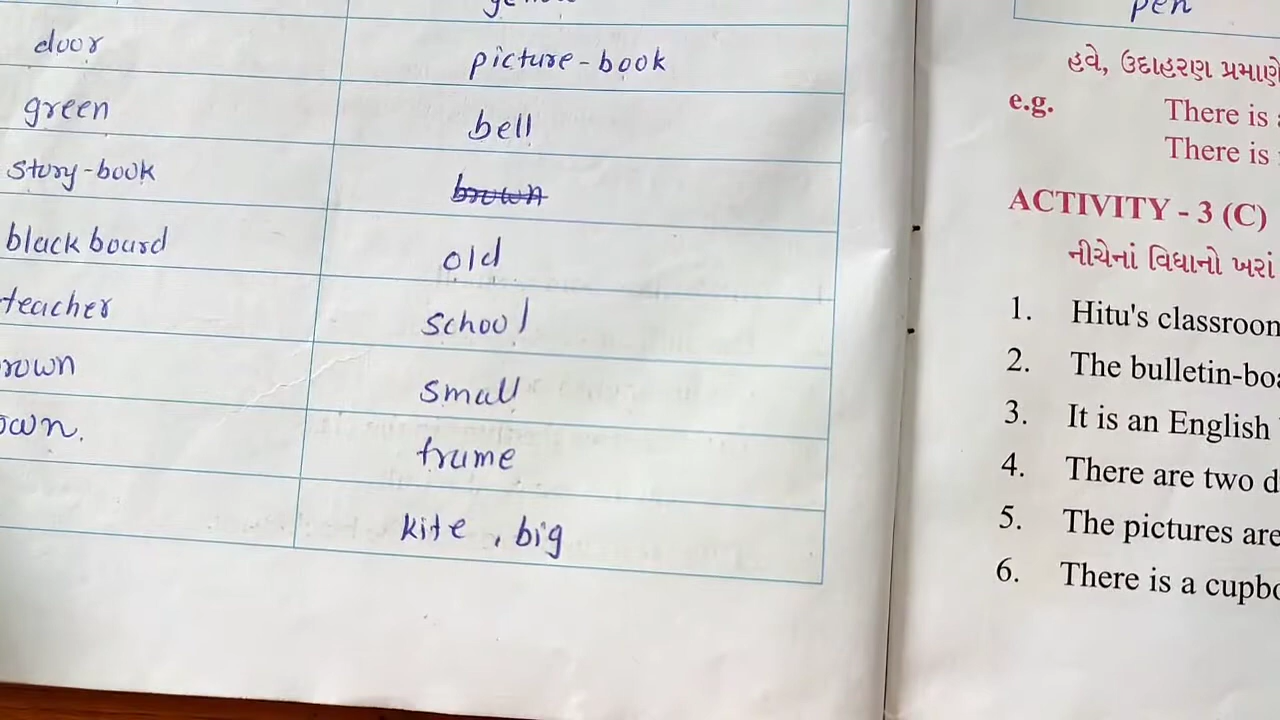 door
picture-book
green
bell
story-book
brown
black board
old
teacher
school
small
frame
kite, big
pen
હવે, ઉદાહરણ પ્રમાણે
e.g. There is
There is
ACTIVITY - 3 (C)
નીચેનાં વિધાનો ખરાં
1. Hitu's classroom
2. The bulletin-boa
3. It is an English
4. There are two d
5. The pictures are
6. There is a cupbo